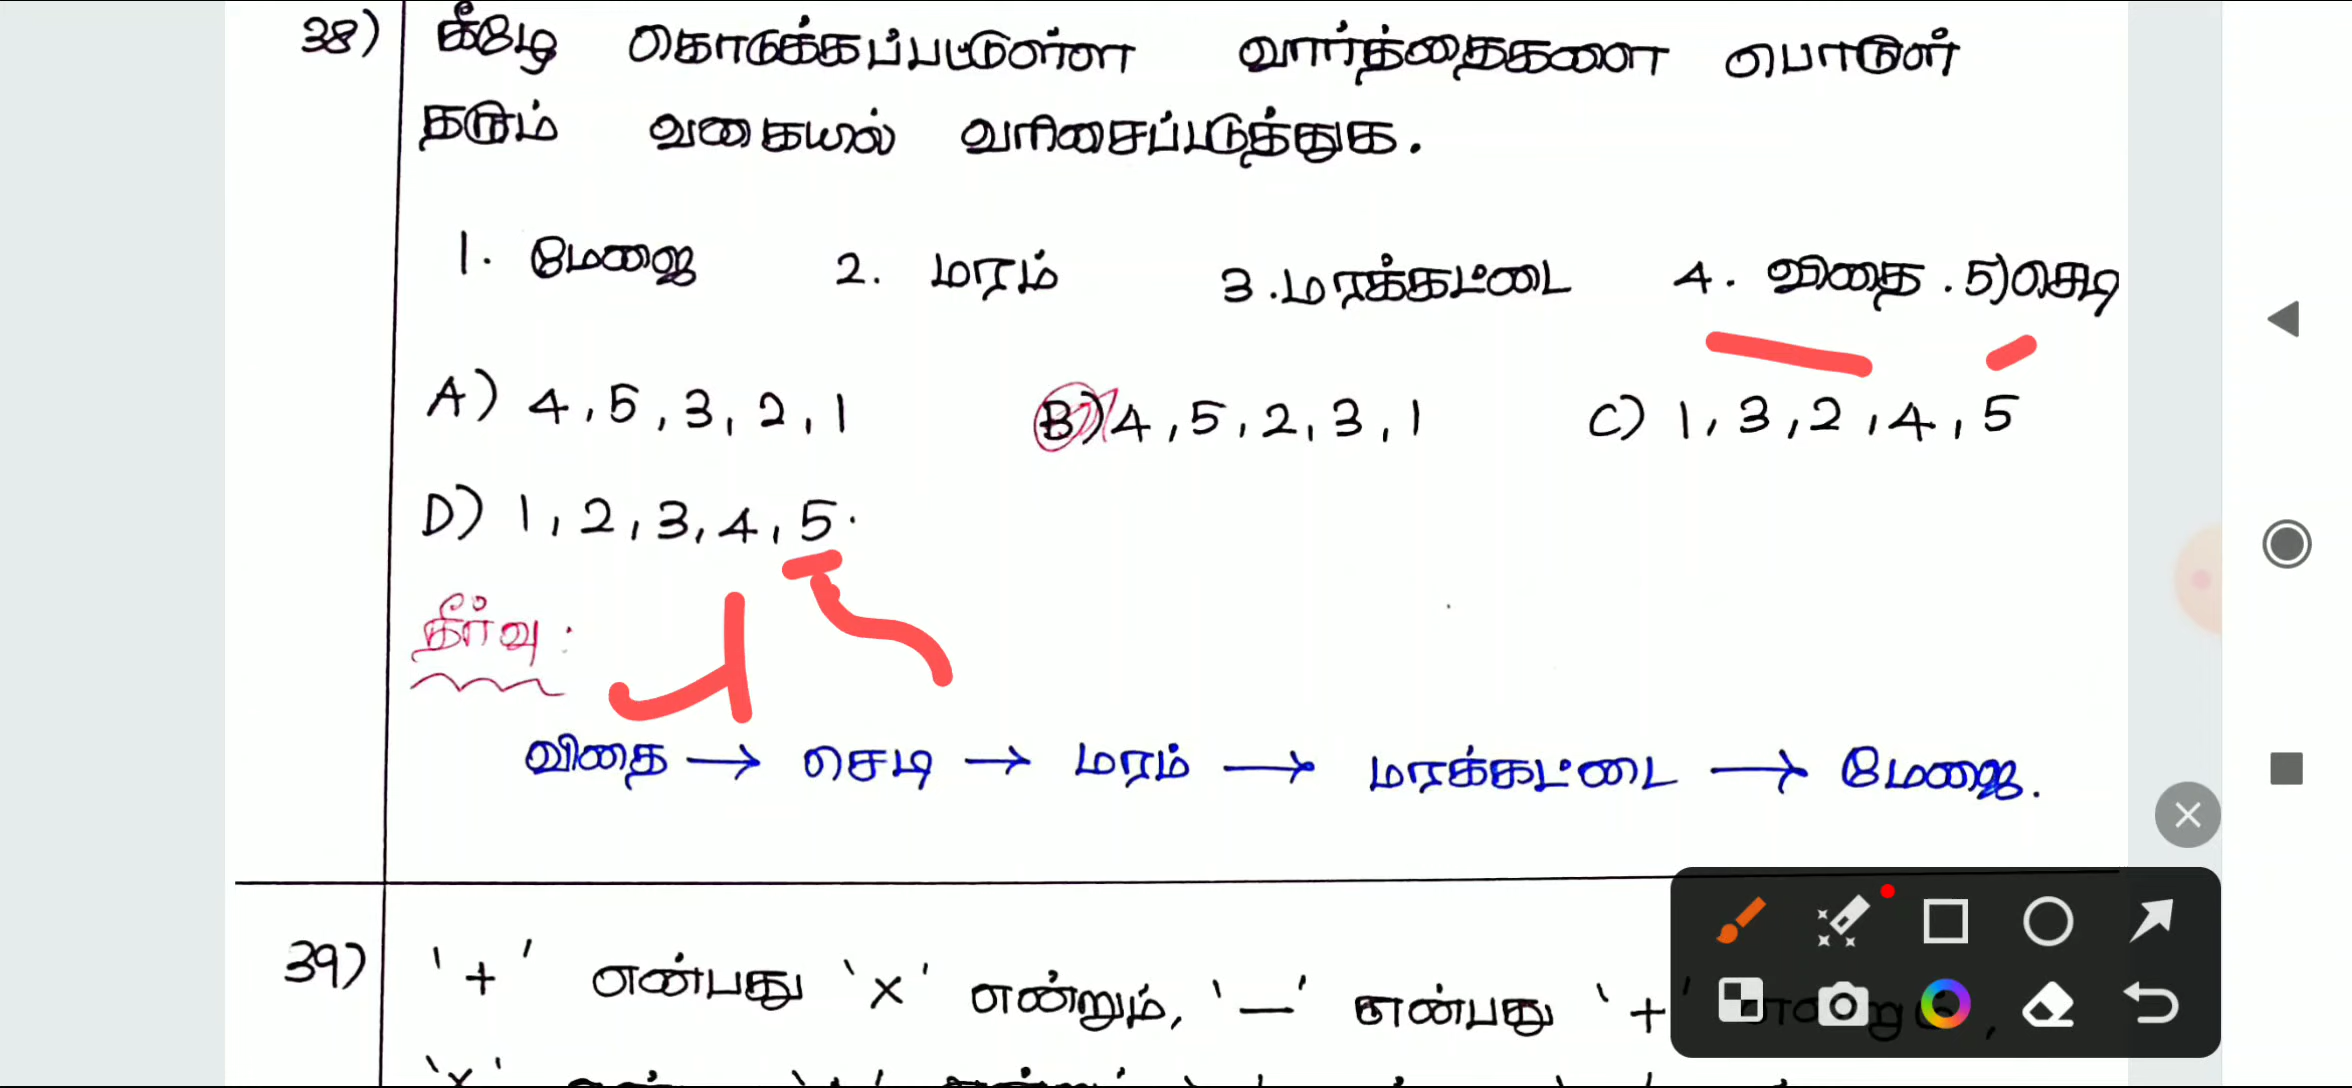 38) கீழே கொடுக்கப்பட்டுள்ள வார்த்தைகளை பொருள்
தரும் வகையில் வரிசைப்படுத்துக.
1. மேஜை 2. மரம் 3. மரக்கட்டை 4. விதை. 5) செடி
A) 4, 5, 3, 2, 1 B) 4, 5, 2, 3, 1 C) 1, 3, 2, 4, 5
D) 1, 2, 3, 4, 5.
தீர்வு :
விதை → செடி → மரம் → மரக்கட்டை → மேஜை.
39) '+' என்பது 'x' என்றும், '–' என்பது '+'